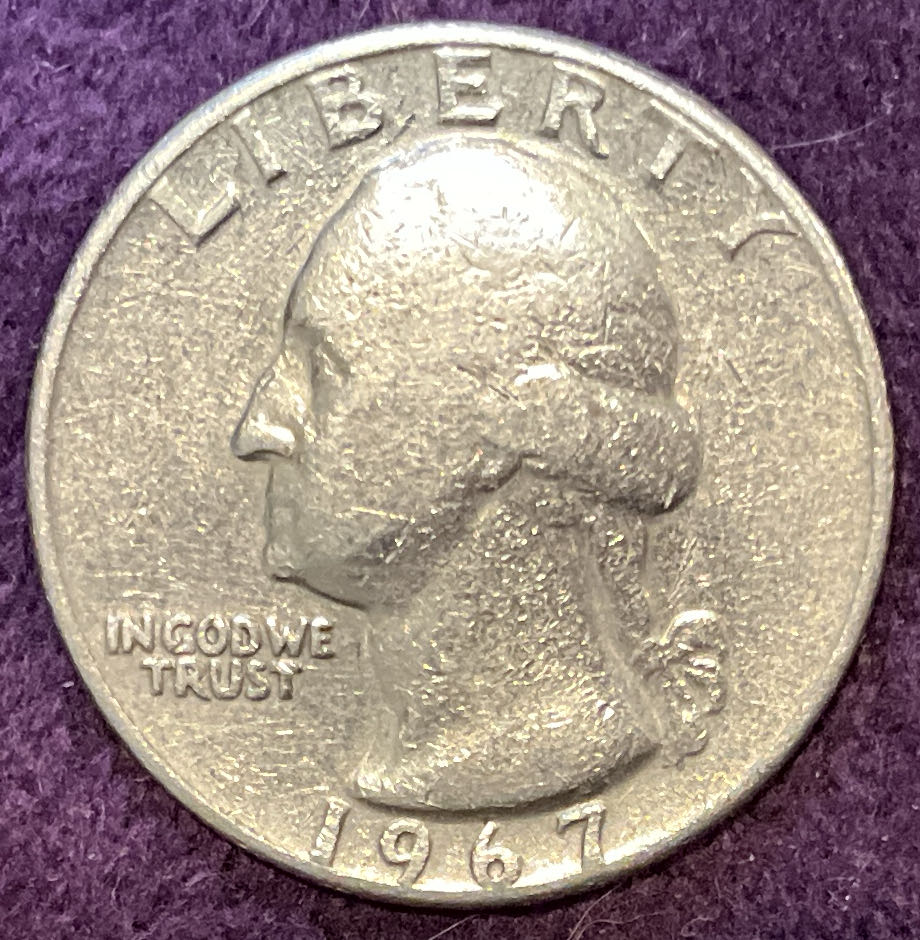 LIBERTY
IN GOD WE
TRUST
1967